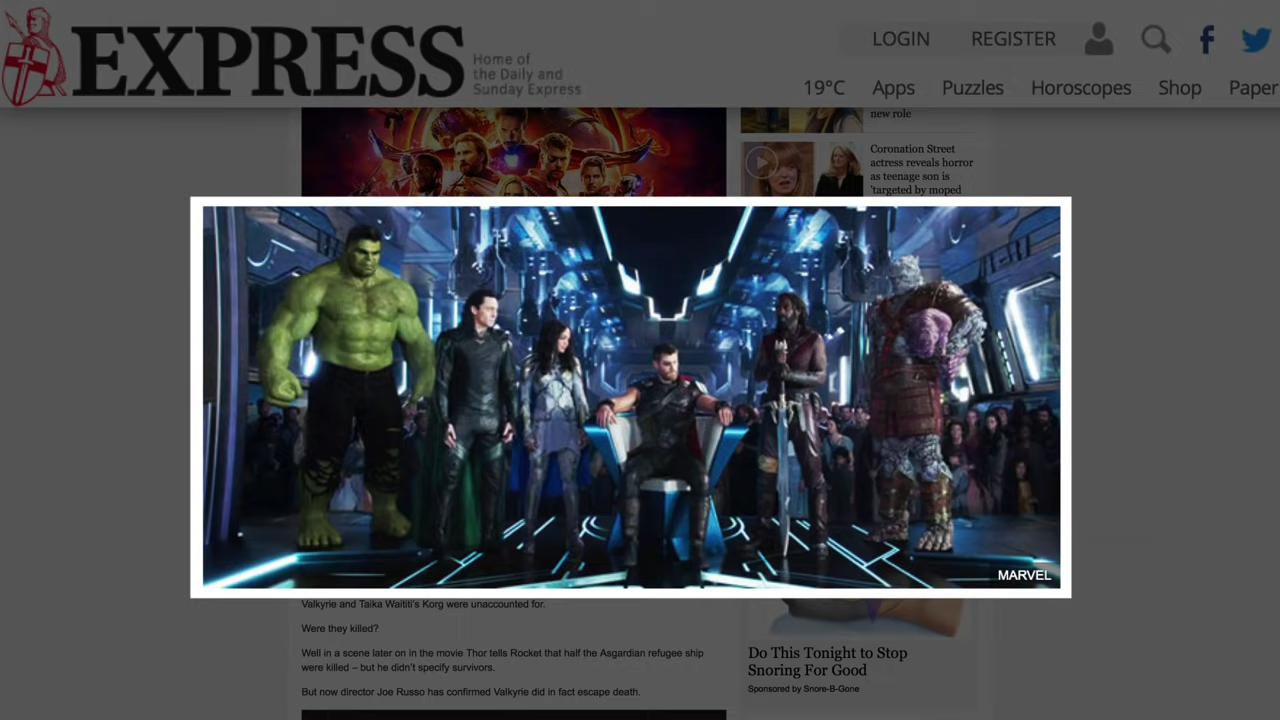 EXPRESS
Home of
the Daily and
Sunday Express
LOGIN
REGISTER
19°C
Apps
Puzzles
Horoscopes
Shop
Paper
new role
Coronation Street
actress reveals horror
as teenage son is
'targeted by moped
MARVEL
Valkyrie and Taika Waititi's Korg were unaccounted for.
Were they killed?
Well in a scene later on in the movie Thor tells Rocket that half the Asgardian refugee ship
were killed – but he didn't specify survivors.
But now director Joe Russo has confirmed Valkyrie did in fact escape death.
Do This Tonight to Stop
Snoring For Good
Sponsored by Snore-B-Gone